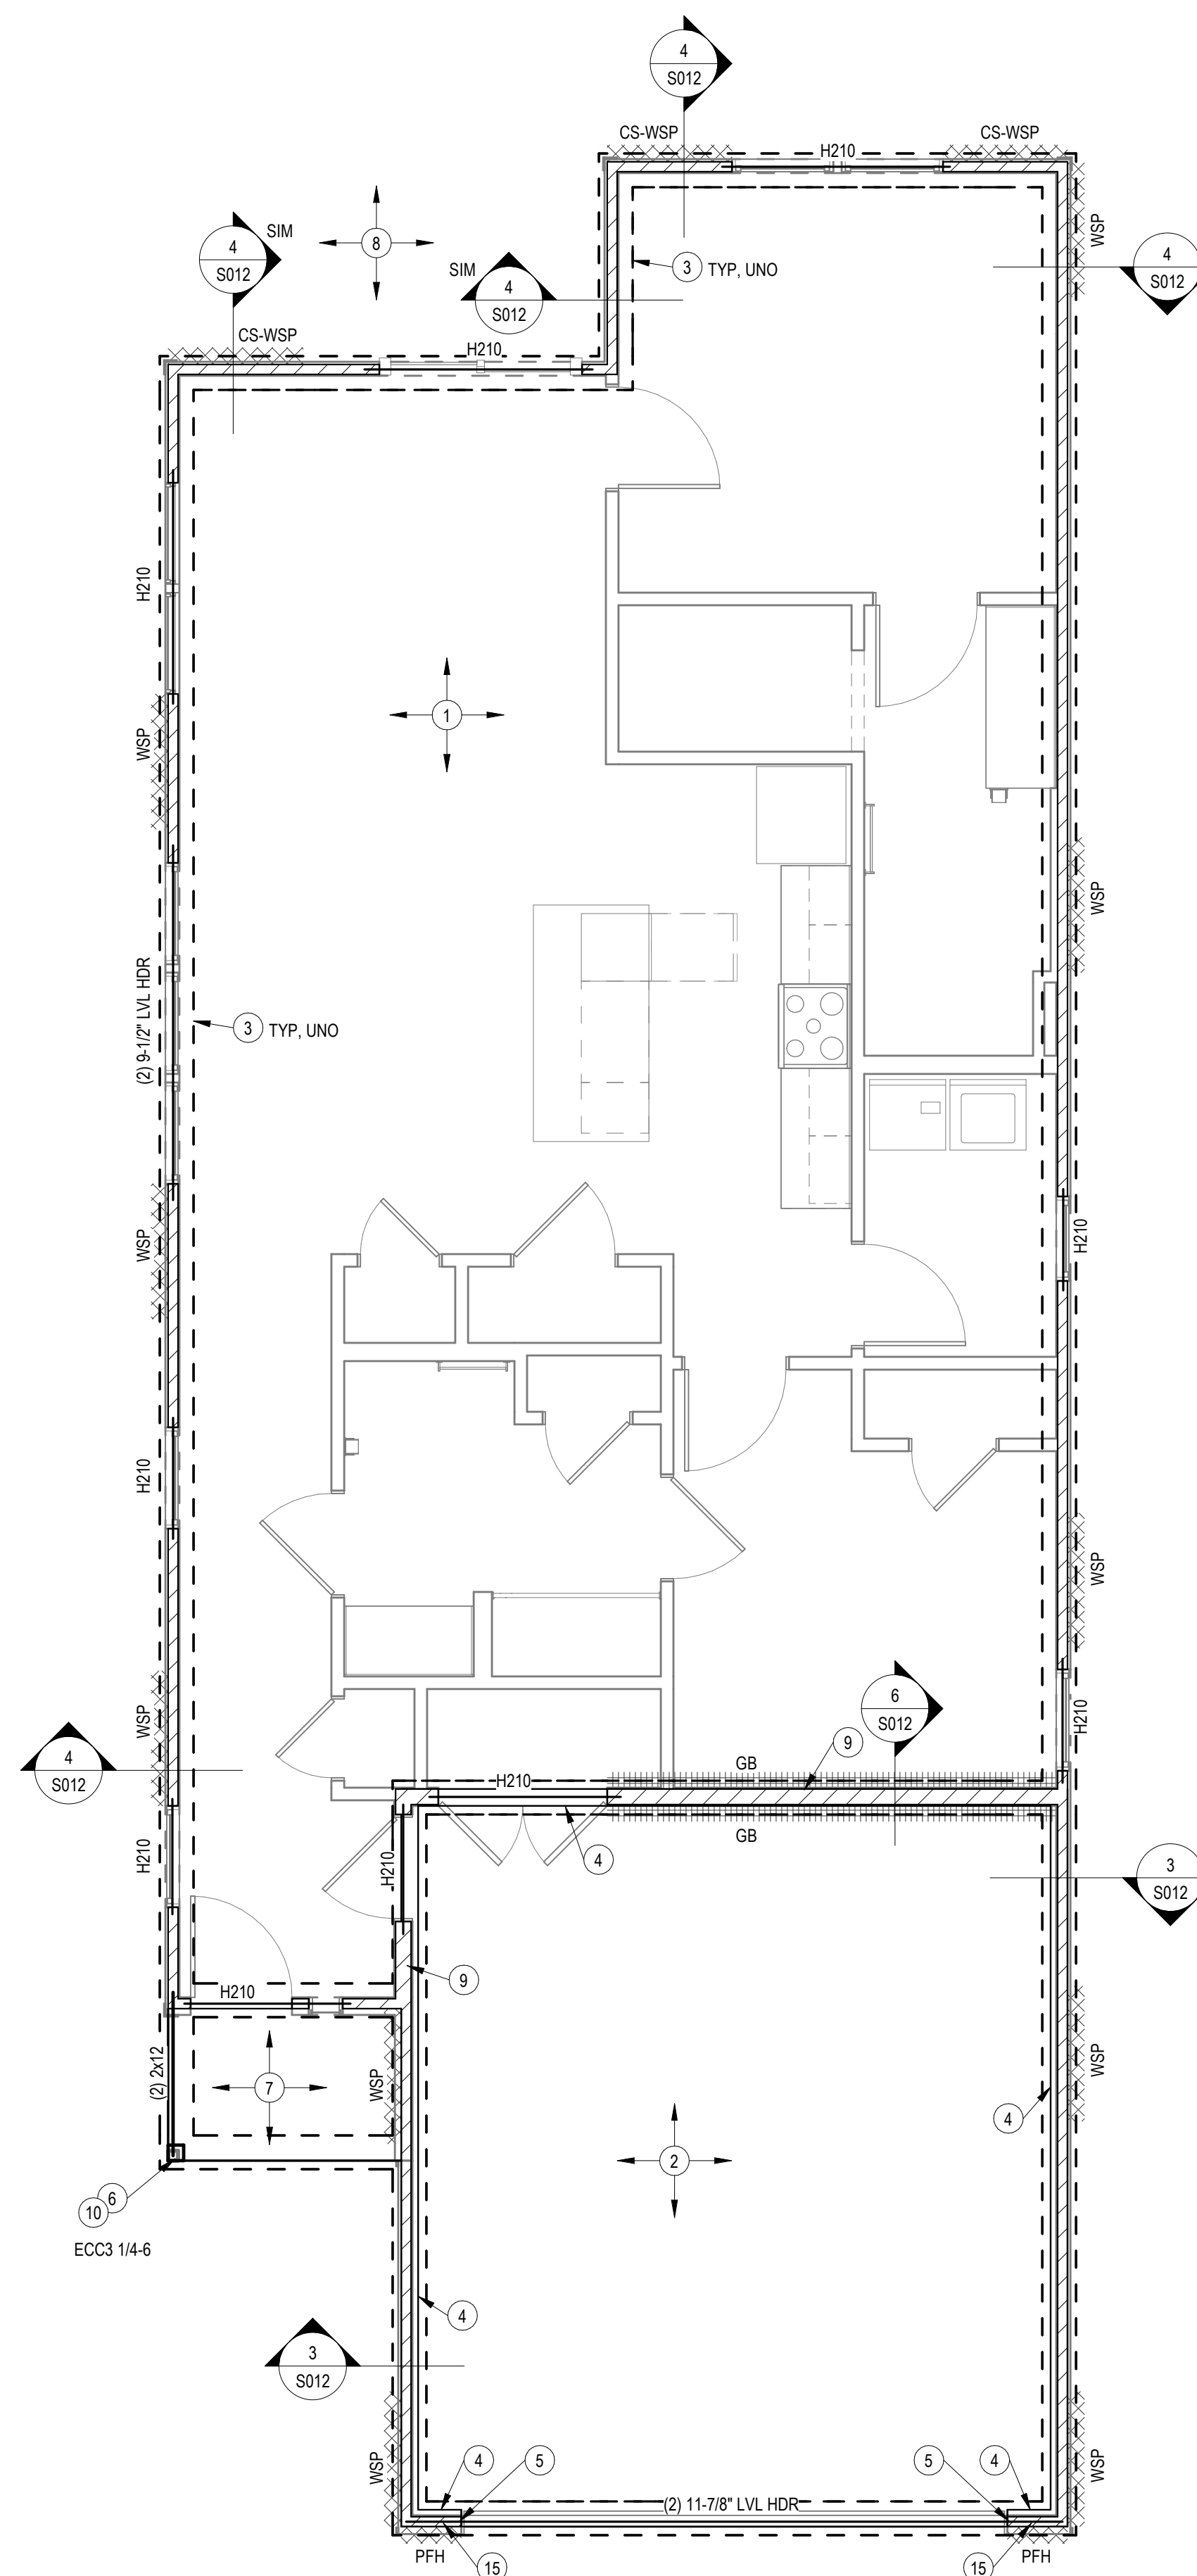 4
S012
CS-WSP
H210
CS-WSP
WSP
4
S012
SIM
8
SIM
4
S012
3 TYP, UNO
4
S012
CS-WSP
H210
H210
1
WSP
WSP
(2) 9-1/2" LVL HDR
3 TYP, UNO
WSP
H210
H210
WSP
WSP
H210
6
S012
9
4
S012
GB
H210
GB
4
H210
H210
3
S012
9
H210
WSP
(2) 2x12
7
WSP
4
2
6
10
ECC3 1/4-6
4
3
S012
WSP
4
5
5
4
WSP
(2) 11-7/8" LVL HDR
PFH
15
15
PFH